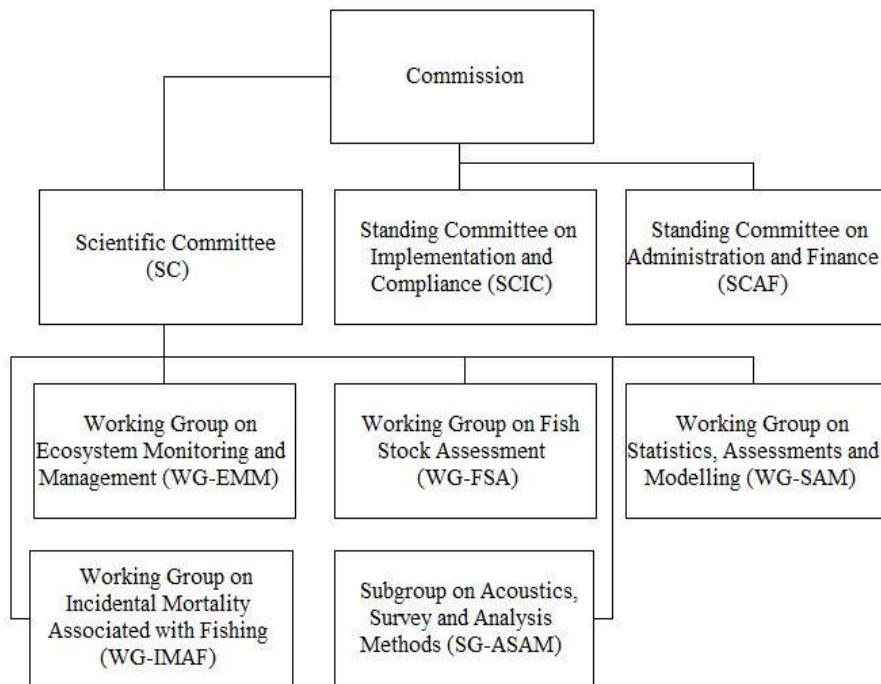 Commission
Scientific Committee
(SC)
Standing Committee on
Implementation and
Compliance (SCIC)
Standing Committee on
Administration and Finance
(SCAF)
Working Group on
Ecosystem Monitoring and
Management (WG-EMM)
Working Group on Fish
Stock Assessment
(WG-FSA)
Working Group on
Statistics, Assessments and
Modelling (WG-SAM)
Working Group on
Incidental Mortality
Associated with Fishing
(WG-IMAF)
Subgroup on Acoustics,
Survey and Analysis
Methods (SG-ASAM)